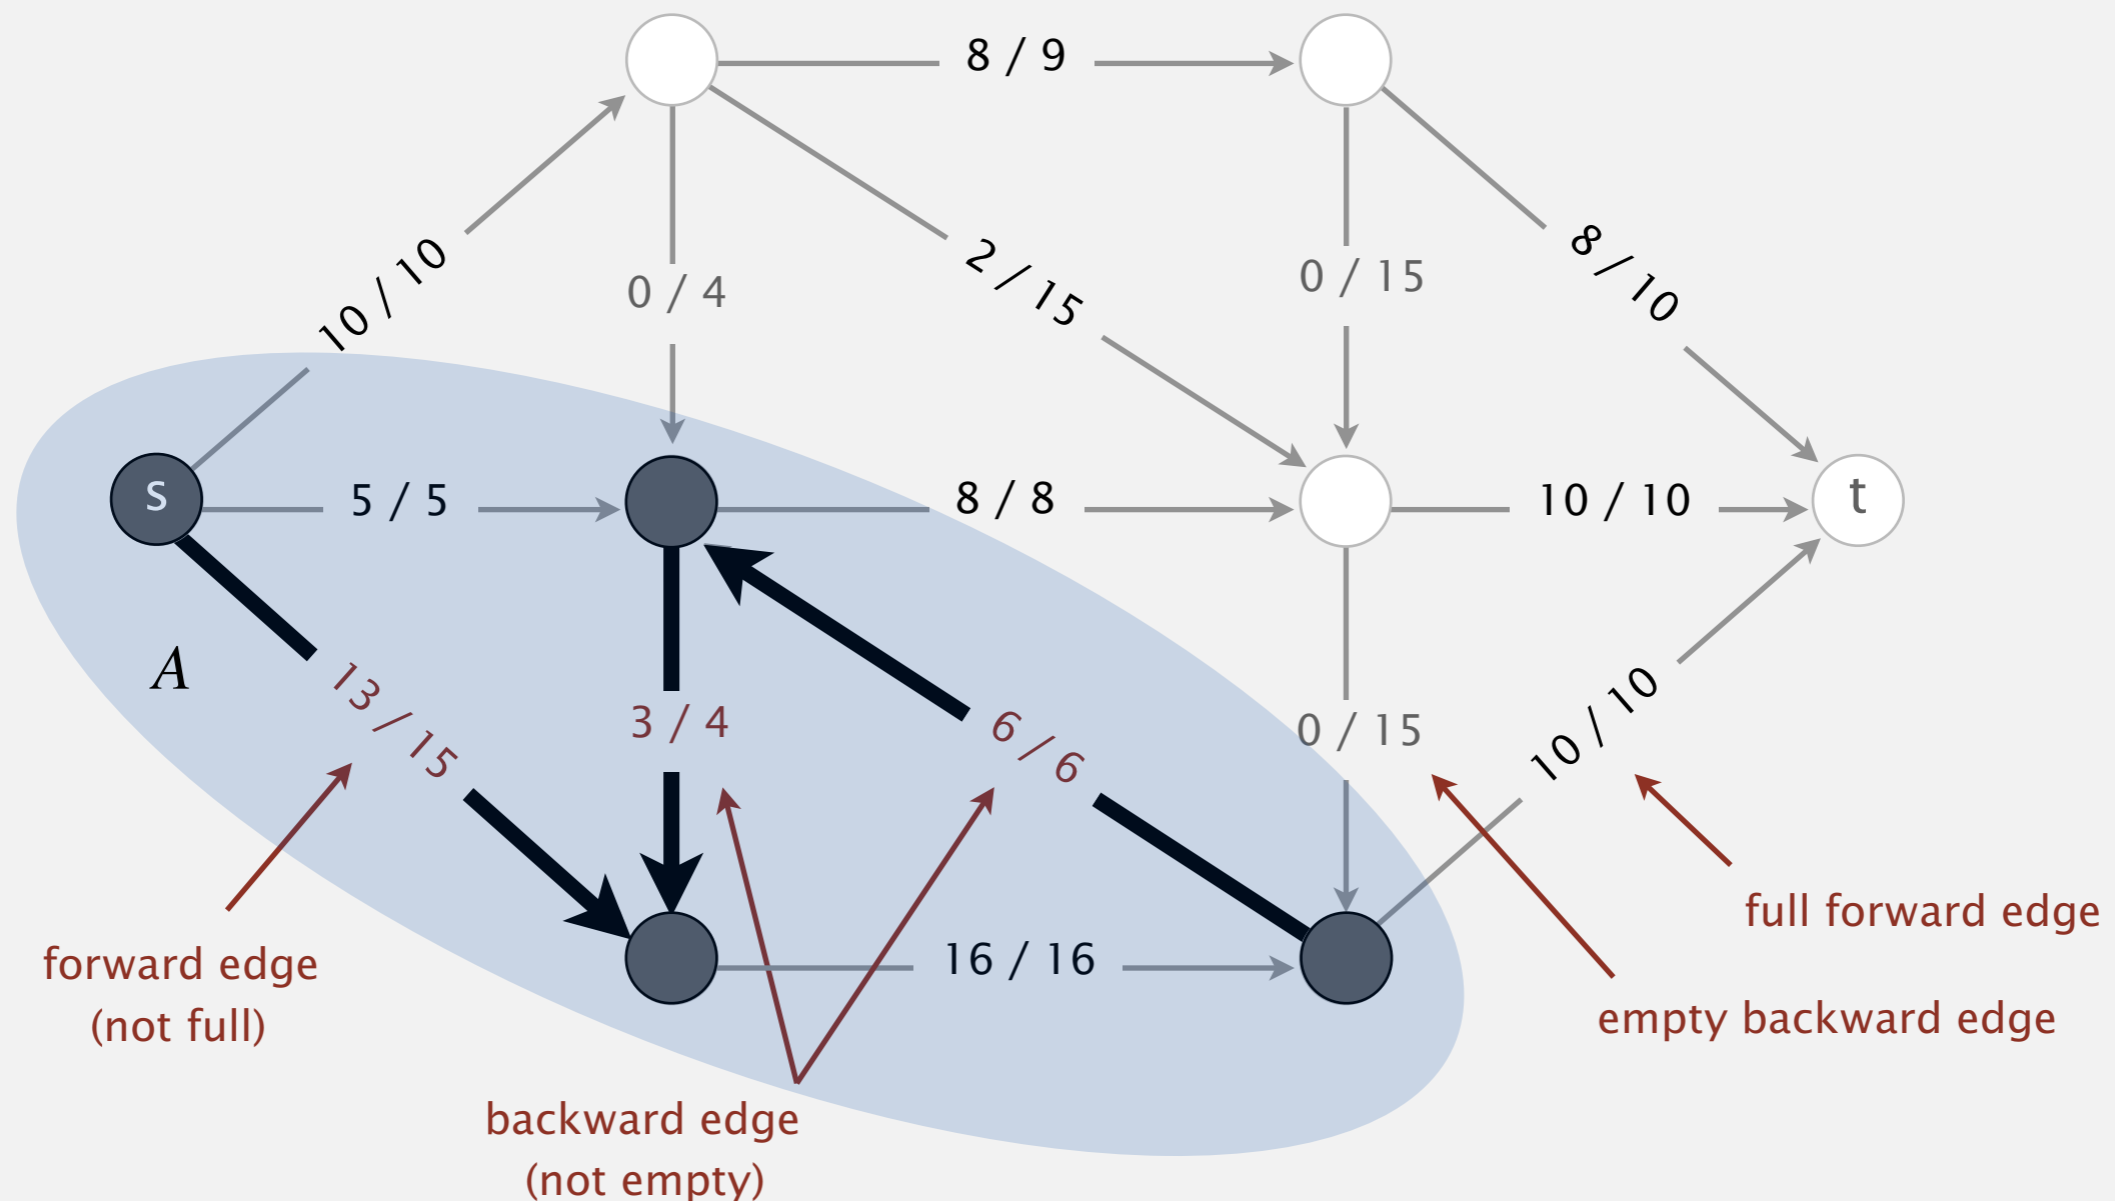 8 / 9
10 / 10
0 / 4
2 / 15
0 / 15
8 / 10
s
5 / 5
8 / 8
10 / 10
t
A
13 / 15
3 / 4
6 / 6
0 / 15
10 / 10
full forward edge
16 / 16
forward edge
(not full)
empty backward edge
backward edge
(not empty)